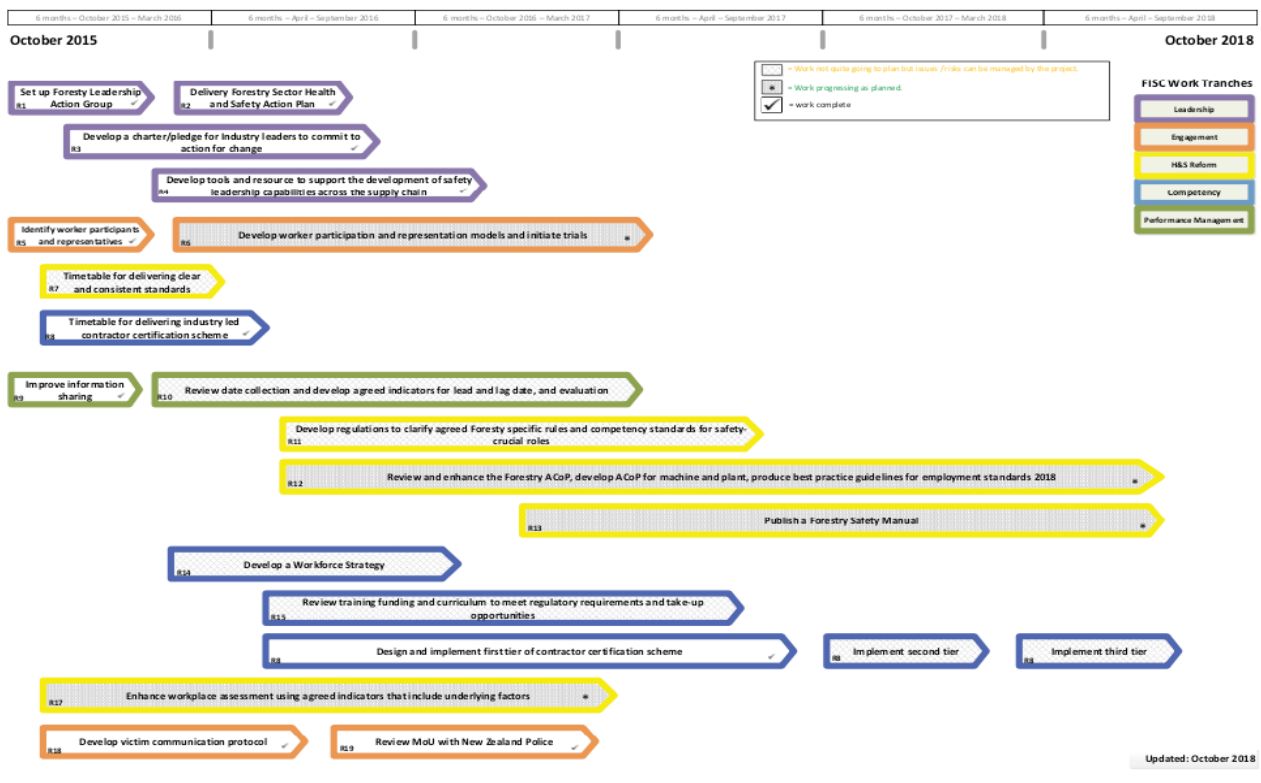 6 months – October 2015 – March 2016
6 months – April – September 2016
6 months – October 2016 – March 2017
6 months – April – September 2017
6 months – October 2017 – March 2018
6 months – April – September 2018
October 2015
October 2018
= Work not quite going to plan but issues /risks can be managed by the project.
* = Work progressing as planned.
✓ = work complete
FISC Work Tranches
Leadership
Engagement
H&S Reform
Competency
Performance Management
Set up Foresty Leadership
Action Group ✓
R1
Delivery Forestry Sector Health
and Safety Action Plan ✓
R2
Develop a charter/pledge for Industry leaders to commit to
action for change ✓
R3
Develop tools and resource to support the development of safety
leadership capabilities across the supply chain ✓
R4
Identify worker participants
and representatives ✓
R5
R6 Develop worker participation and representation models and initiate trials *
Timetable for delivering clear
and consistent standards
R7
Timetable for delivering industry led
contractor certification scheme ✓
R8
Improve information
sharing ✓
R9
R10 Review date collection and develop agreed indicators for lead and lag date, and evaluation
Develop regulations to clarify agreed Foresty specific rules and competency standards for safety-
crucial roles
R11
R12 Review and enhance the Forestry ACoP, develop ACoP for machine and plant, produce best practice guidelines for employment standards 2018 *
R13 Publish a Forestry Safety Manual *
R14 Develop a Workforce Strategy
Review training funding and curriculum to meet regulatory requirements and take-up
opportunities
R15
R8 Design and implement first tier of contractor certification scheme ✓
R8 Implement second tier
R8 Implement third tier
R17 Enhance workplace assessment using agreed indicators that include underlying factors *
R18 Develop victim communication protocol ✓
R19 Review MoU with New Zealand Police ✓
Updated: October 2018